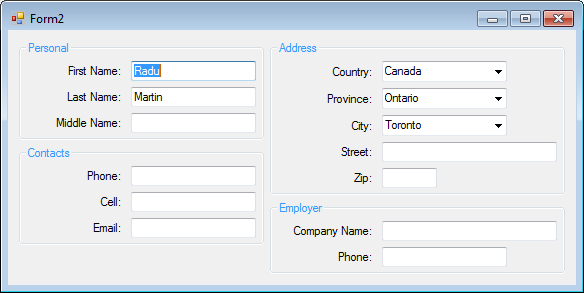 Form2
Personal
First Name: Radu
Last Name: Martin
Middle Name:
Contacts
Phone:
Cell:
Email:
Address
Country: Canada
Province: Ontario
City: Toronto
Street:
Zip:
Employer
Company Name:
Phone: